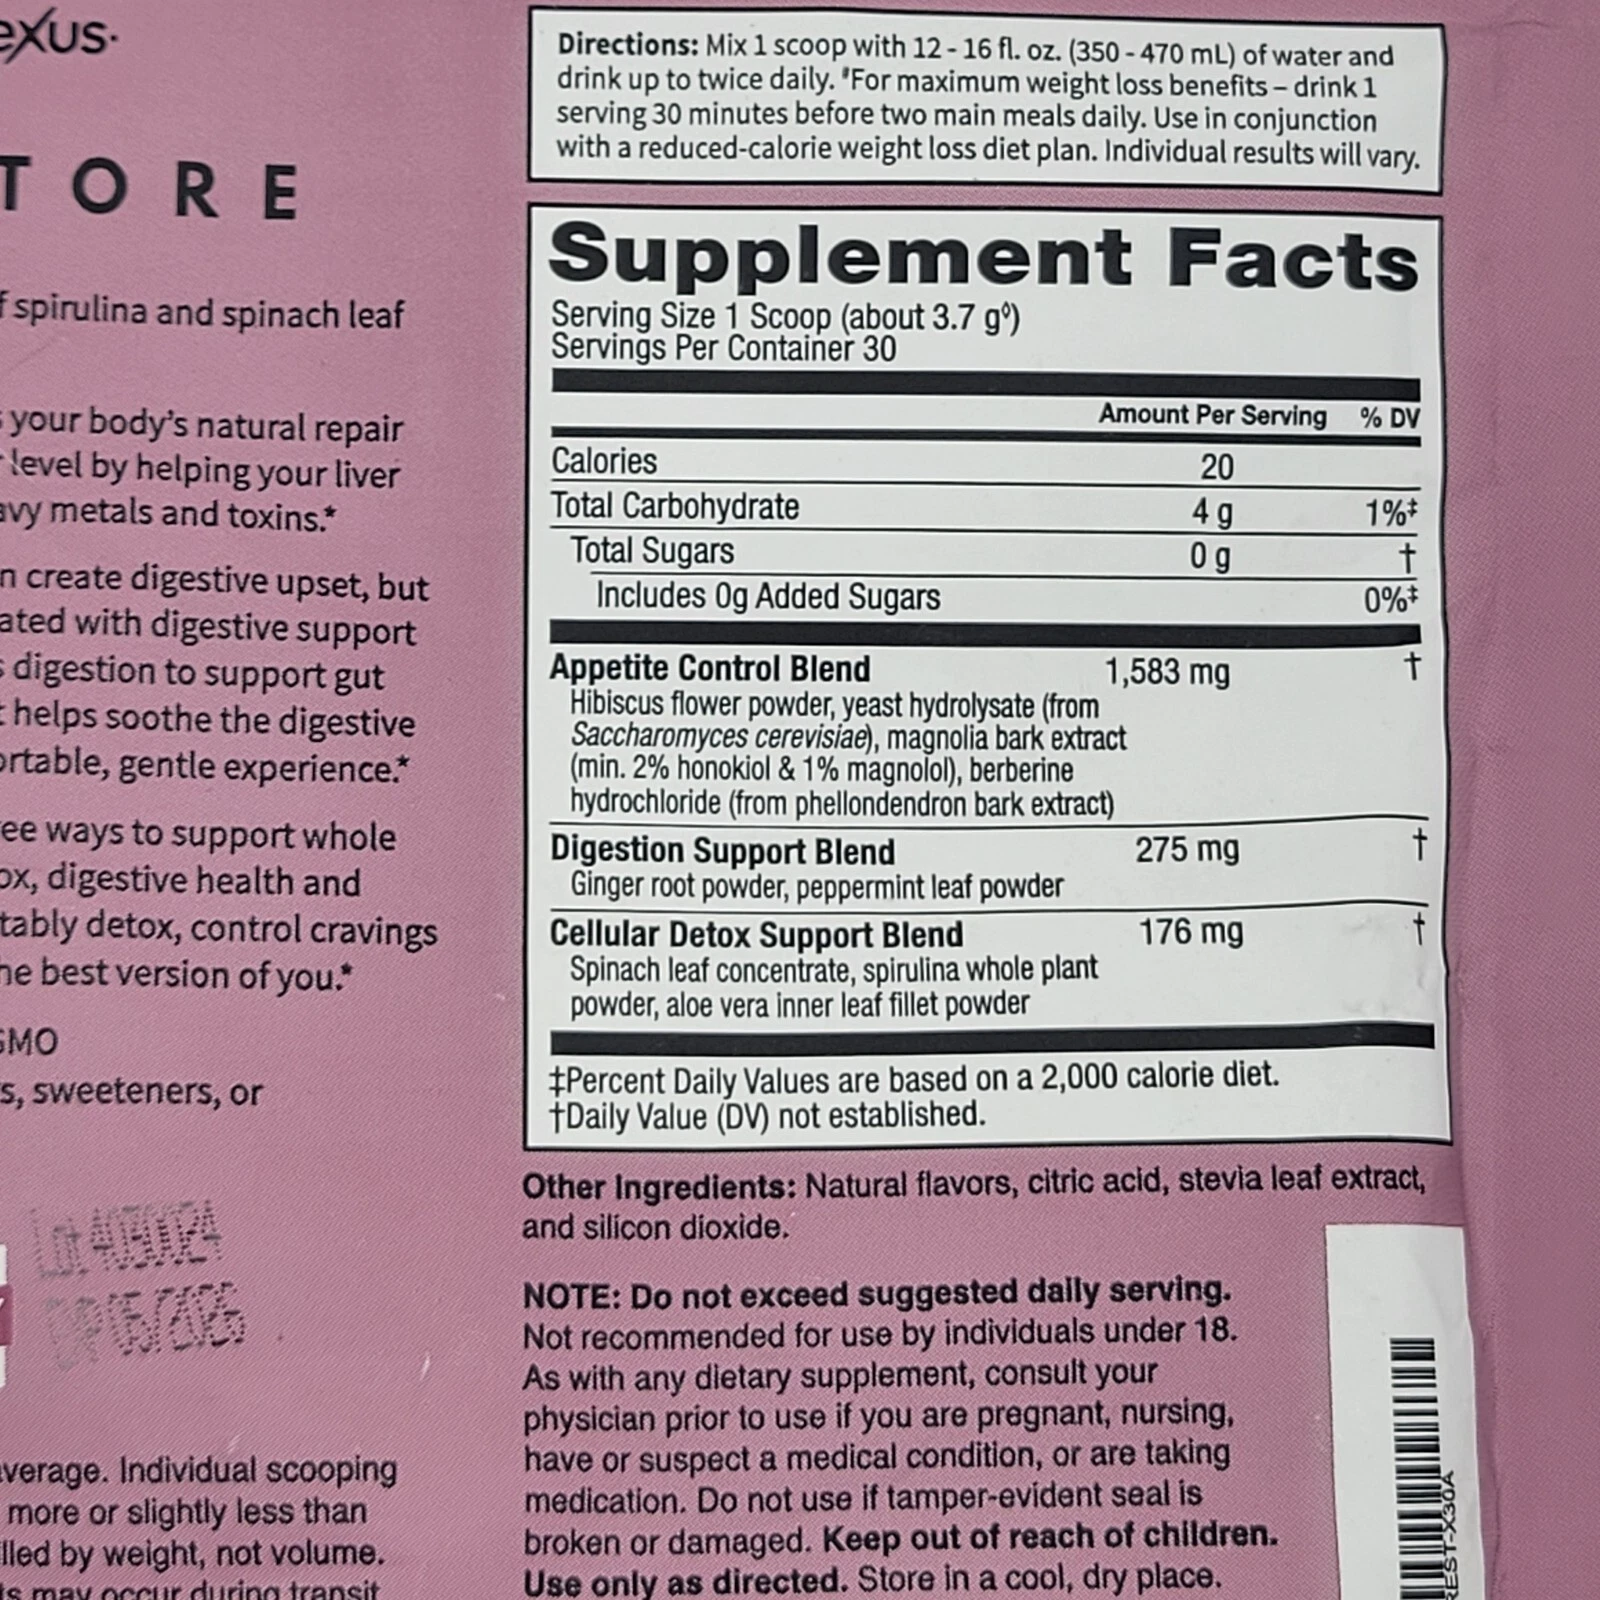 exus.
TORE
f spirulina and spinach leaf
your body's natural repair
level by helping your liver
avy metals and toxins.*
n create digestive upset, but
ated with digestive support
s digestion to support gut
t helps soothe the digestive
ortable, gentle experience.*
ee ways to support whole
ox, digestive health and
tably detox, control cravings
he best version of you.*
GMO
s, sweeteners, or
Lot 4030024
EXP 05/2026
verage. Individual scooping
more or slightly less than
lled by weight, not volume.
ts may occur during transit
Directions: Mix 1 scoop with 12 - 16 fl. oz. (350 - 470 mL) of water and
drink up to twice daily. #For maximum weight loss benefits – drink 1
serving 30 minutes before two main meals daily. Use in conjunction
with a reduced-calorie weight loss diet plan. Individual results will vary.
Supplement Facts
Serving Size 1 Scoop (about 3.7 g◊)
Servings Per Container 30
Amount Per Serving % DV
Calories 20
Total Carbohydrate 4 g 1%‡
Total Sugars 0 g †
Includes 0g Added Sugars 0%‡
Appetite Control Blend 1,583 mg †
Hibiscus flower powder, yeast hydrolysate (from
Saccharomyces cerevisiae), magnolia bark extract
(min. 2% honokiol & 1% magnolol), berberine
hydrochloride (from phellondendron bark extract)
Digestion Support Blend 275 mg †
Ginger root powder, peppermint leaf powder
Cellular Detox Support Blend 176 mg †
Spinach leaf concentrate, spirulina whole plant
powder, aloe vera inner leaf fillet powder
‡Percent Daily Values are based on a 2,000 calorie diet.
†Daily Value (DV) not established.
Other Ingredients: Natural flavors, citric acid, stevia leaf extract,
and silicon dioxide.
NOTE: Do not exceed suggested daily serving.
Not recommended for use by individuals under 18.
As with any dietary supplement, consult your
physician prior to use if you are pregnant, nursing,
have or suspect a medical condition, or are taking
medication. Do not use if tamper-evident seal is
broken or damaged. Keep out of reach of children.
Use only as directed. Store in a cool, dry place.
REST-X30A